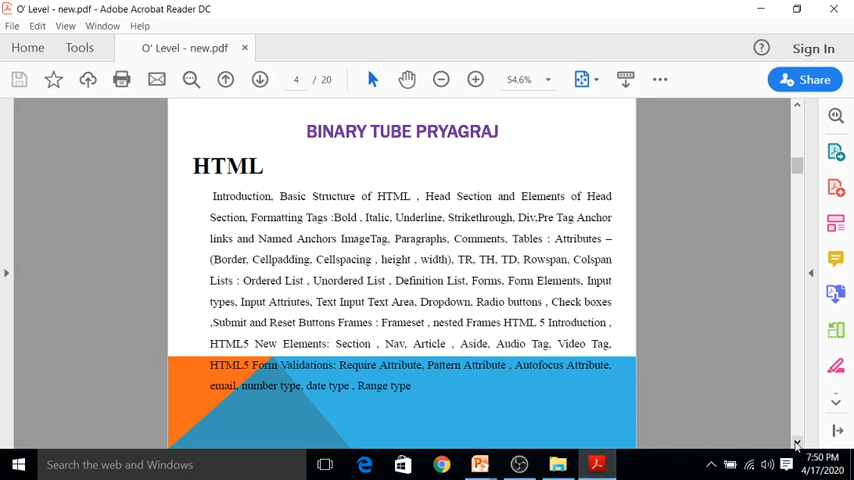 O' Level - new.pdf - Adobe Acrobat Reader DC
File Edit View Window Help
Home Tools O' Level - new.pdf × Sign In
4 / 20 54.6% Share
BINARY TUBE PRYAGRAJ
HTML
Introduction, Basic Structure of HTML , Head Section and Elements of Head
Section, Formatting Tags :Bold , Italic, Underline, Strikethrough, Div,Pre Tag Anchor
links and Named Anchors ImageTag, Paragraphs, Comments, Tables : Attributes –
(Border, Cellpadding, Cellspacing , height , width), TR, TH, TD, Rowspan, Colspan
Lists : Ordered List , Unordered List , Definition List, Forms, Form Elements, Input
types, Input Attriutes, Text Input Text Area, Dropdown, Radio buttons , Check boxes
,Submit and Reset Buttons Frames : Frameset , nested Frames HTML 5 Introduction ,
HTML5 New Elements: Section , Nav, Article , Aside, Audio Tag, Video Tag,
HTML5 Form Validations: Require Attribute, Pattern Attribute , Autofocus Attribute,
email, number type, date type , Range type
Search the web and Windows
7:50 PM
4/17/2020